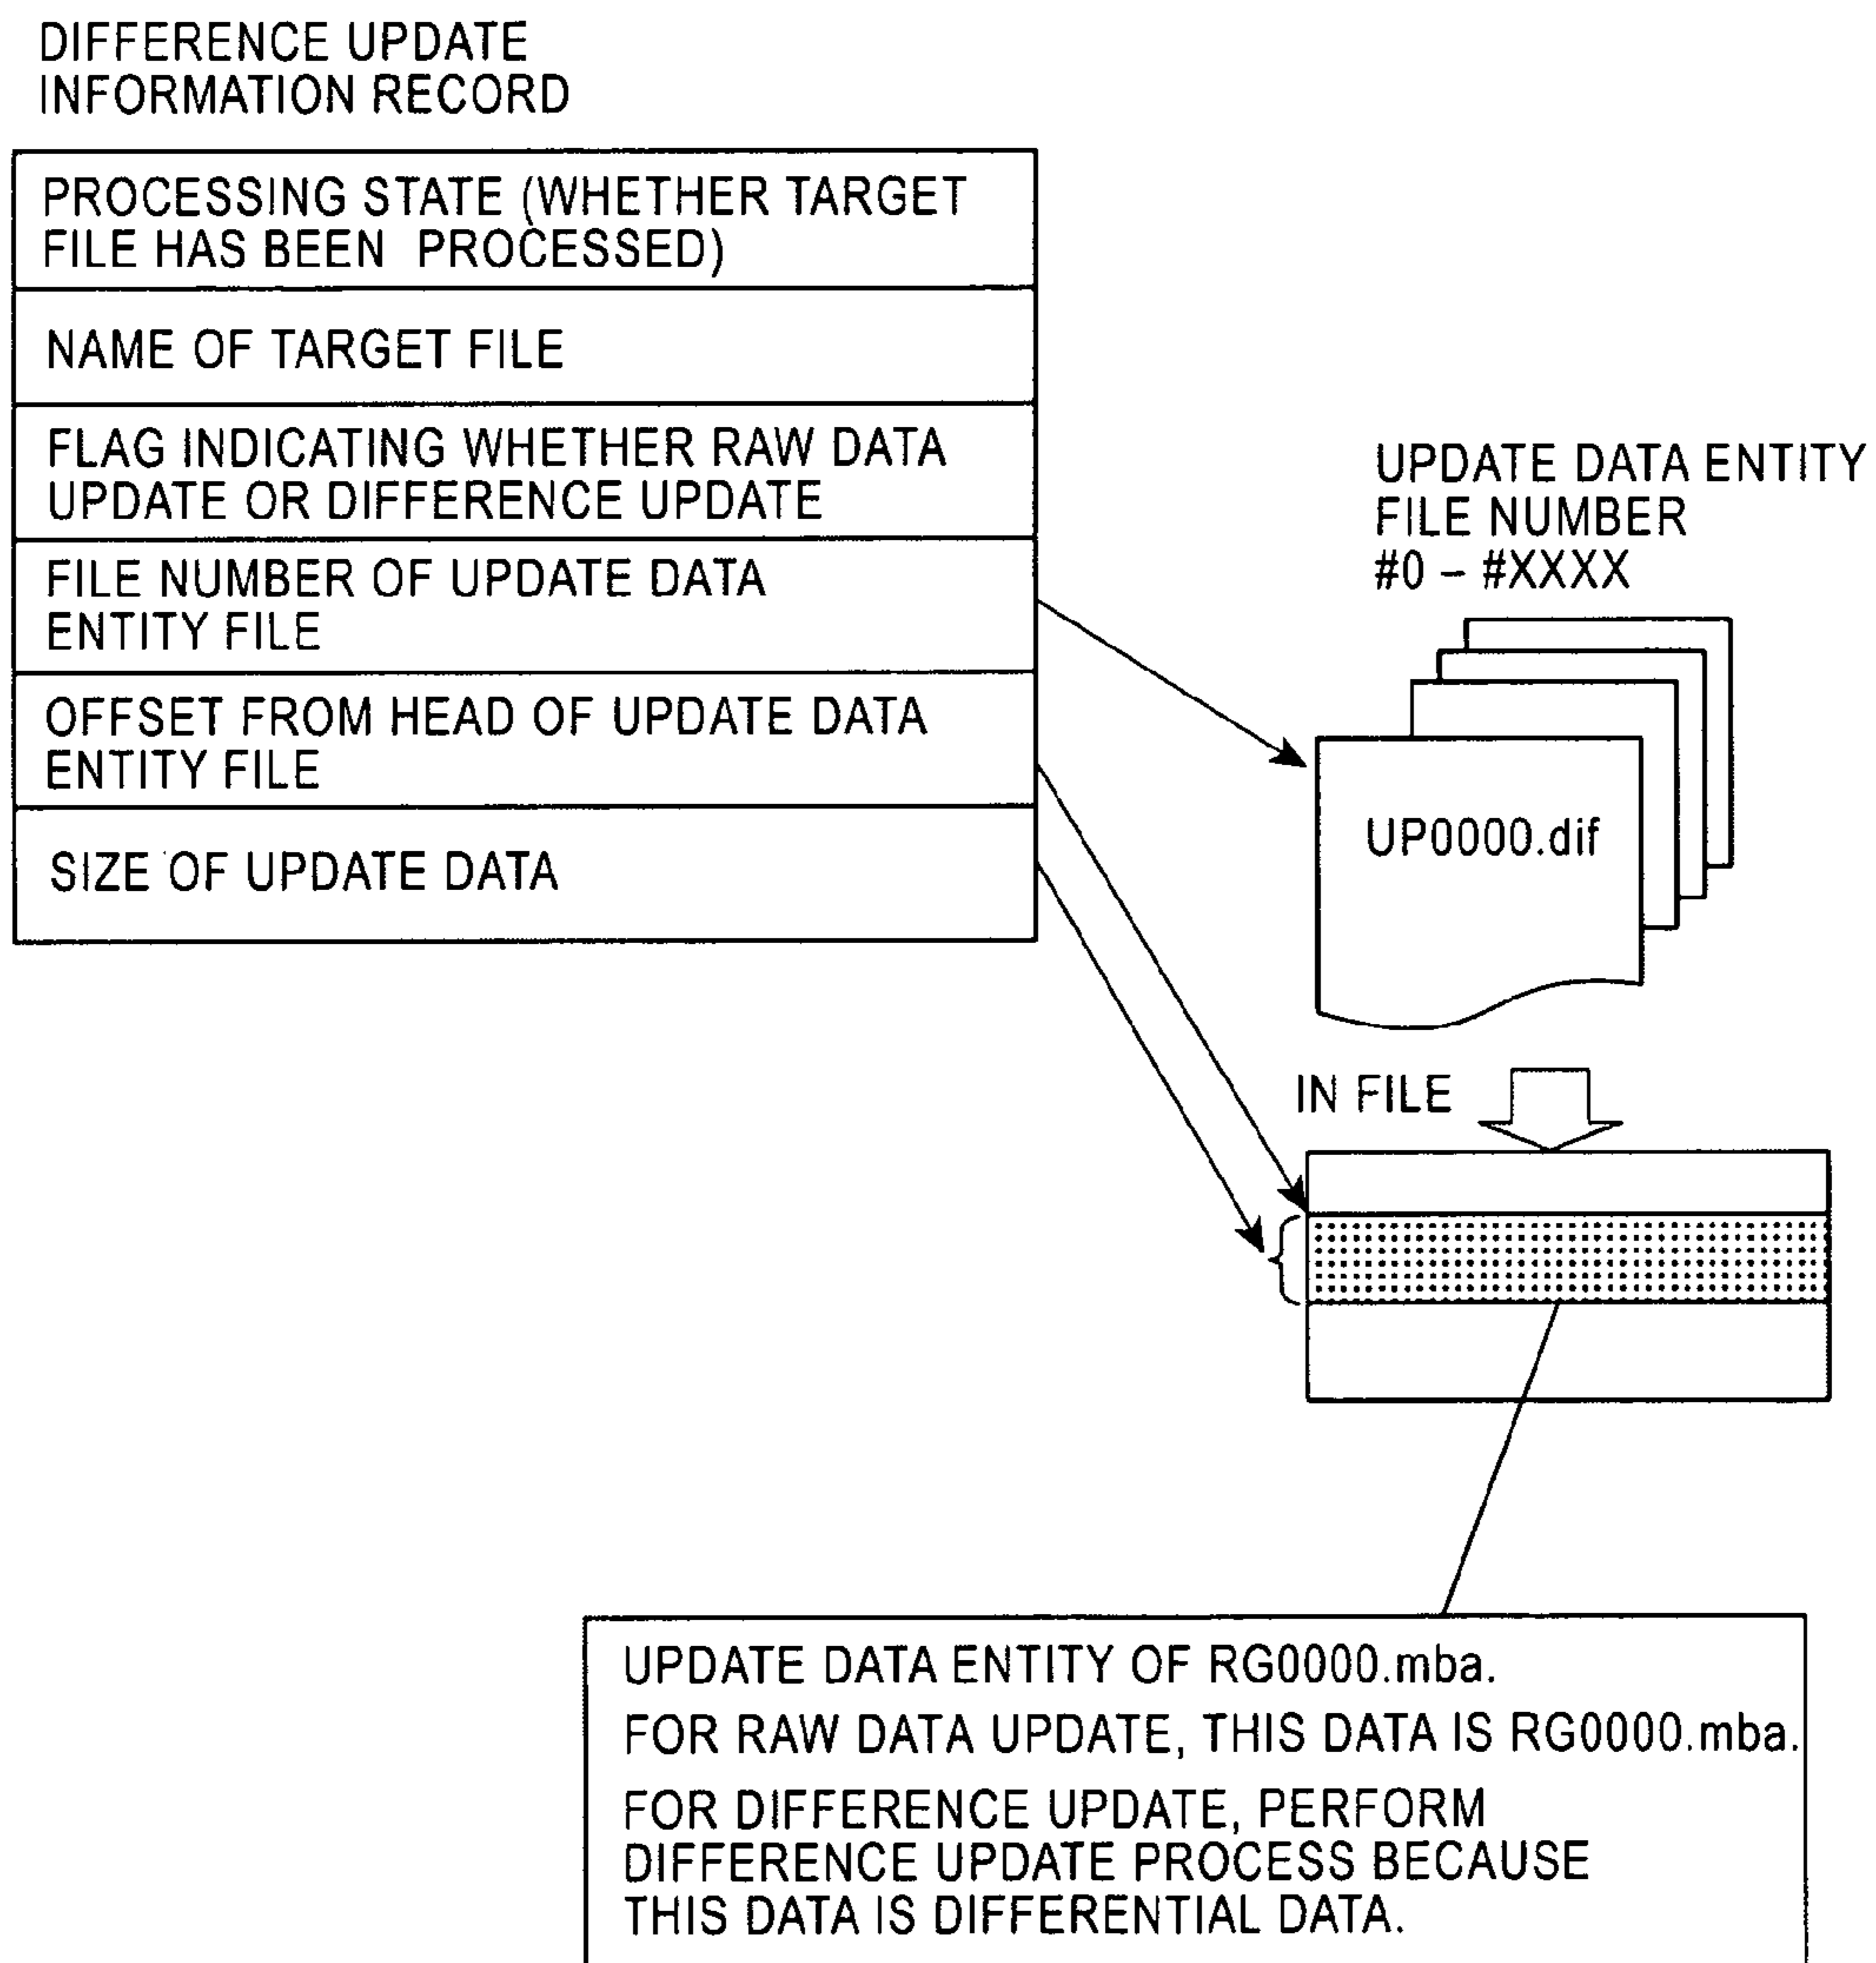 DIFFERENCE UPDATE
INFORMATION RECORD
PROCESSING STATE (WHETHER TARGET
FILE HAS BEEN PROCESSED)
NAME OF TARGET FILE
FLAG INDICATING WHETHER RAW DATA
UPDATE OR DIFFERENCE UPDATE
FILE NUMBER OF UPDATE DATA
ENTITY FILE
OFFSET FROM HEAD OF UPDATE DATA
ENTITY FILE
SIZE OF UPDATE DATA
UPDATE DATA ENTITY
FILE NUMBER
#0 – #XXXX
UP0000.dif
IN FILE
UPDATE DATA ENTITY OF RG0000.mba.
FOR RAW DATA UPDATE, THIS DATA IS RG0000.mba.
FOR DIFFERENCE UPDATE, PERFORM
DIFFERENCE UPDATE PROCESS BECAUSE
THIS DATA IS DIFFERENTIAL DATA.